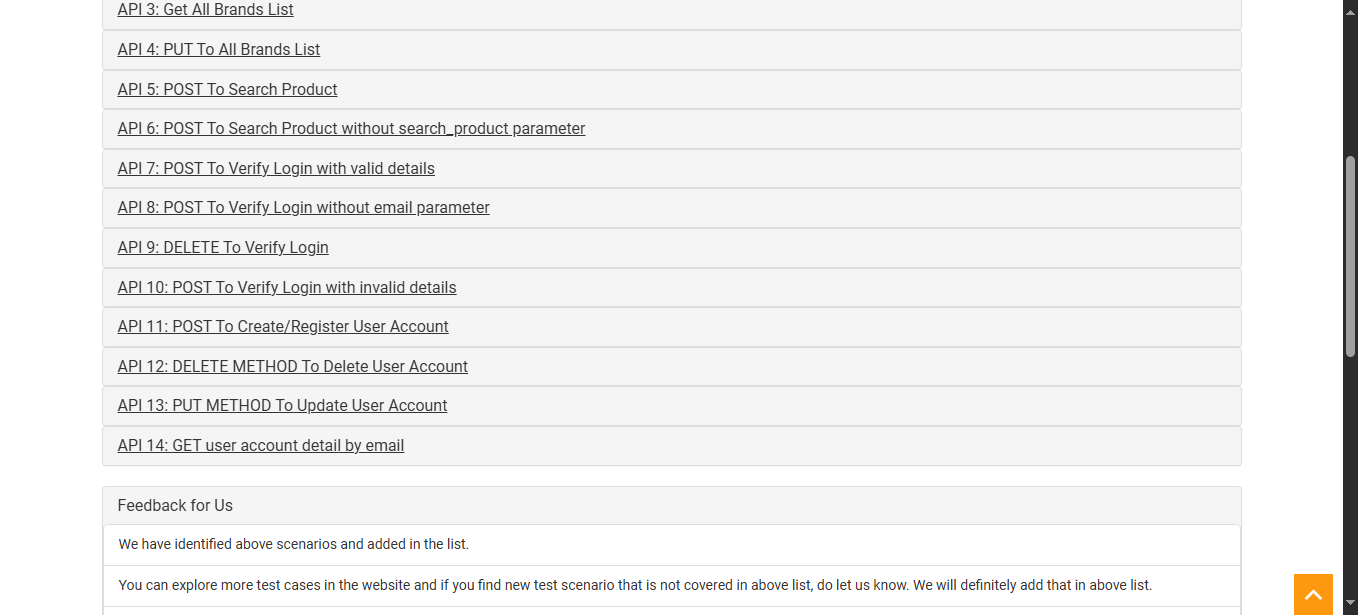 API 3: Get All Brands List
API 4: PUT To All Brands List
API 5: POST To Search Product
API 6: POST To Search Product without search_product parameter
API 7: POST To Verify Login with valid details
API 8: POST To Verify Login without email parameter
API 9: DELETE To Verify Login
API 10: POST To Verify Login with invalid details
API 11: POST To Create/Register User Account
API 12: DELETE METHOD To Delete User Account
API 13: PUT METHOD To Update User Account
API 14: GET user account detail by email
Feedback for Us
We have identified above scenarios and added in the list.
You can explore more test cases in the website and if you find new test scenario that is not covered in above list, do let us know. We will definitely add that in above list.